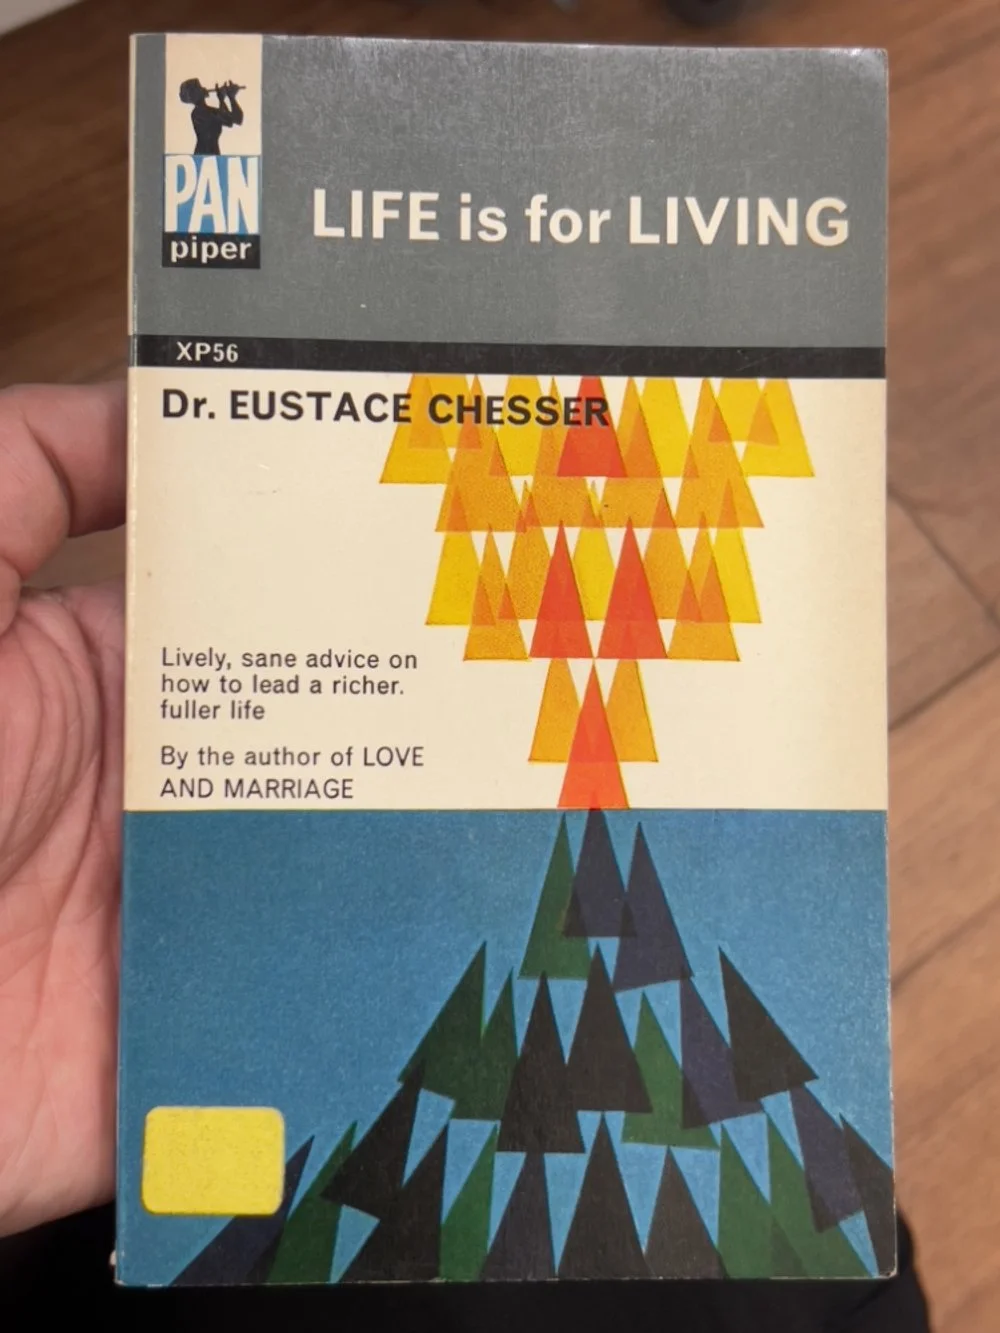 PAN
piper
LIFE is for LIVING
XP56
Dr. EUSTACE CHESSER
Lively, sane advice on
how to lead a richer.
fuller life
By the author of LOVE
AND MARRIAGE